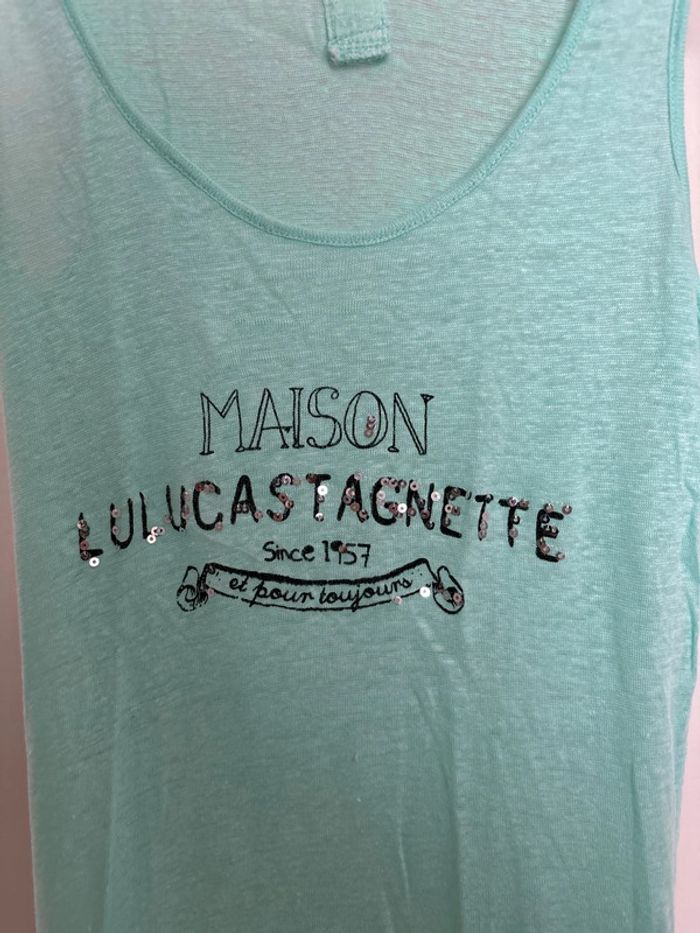 MAISON
LULUCASTAGNETTE
Since 1957
et pour toujours